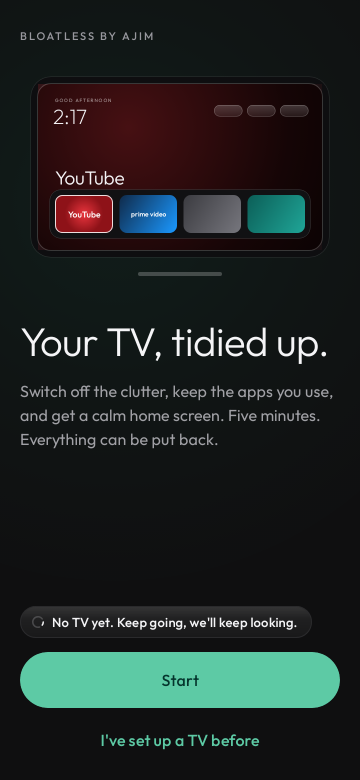 BLOATLESS BY AJIM
GOOD AFTERNOON
2:17
YouTube
YouTube
prime video
Your TV, tidied up.
Switch off the clutter, keep the apps you use,
and get a calm home screen. Five minutes.
Everything can be put back.
No TV yet. Keep going, we'll keep looking.
Start
I've set up a TV before